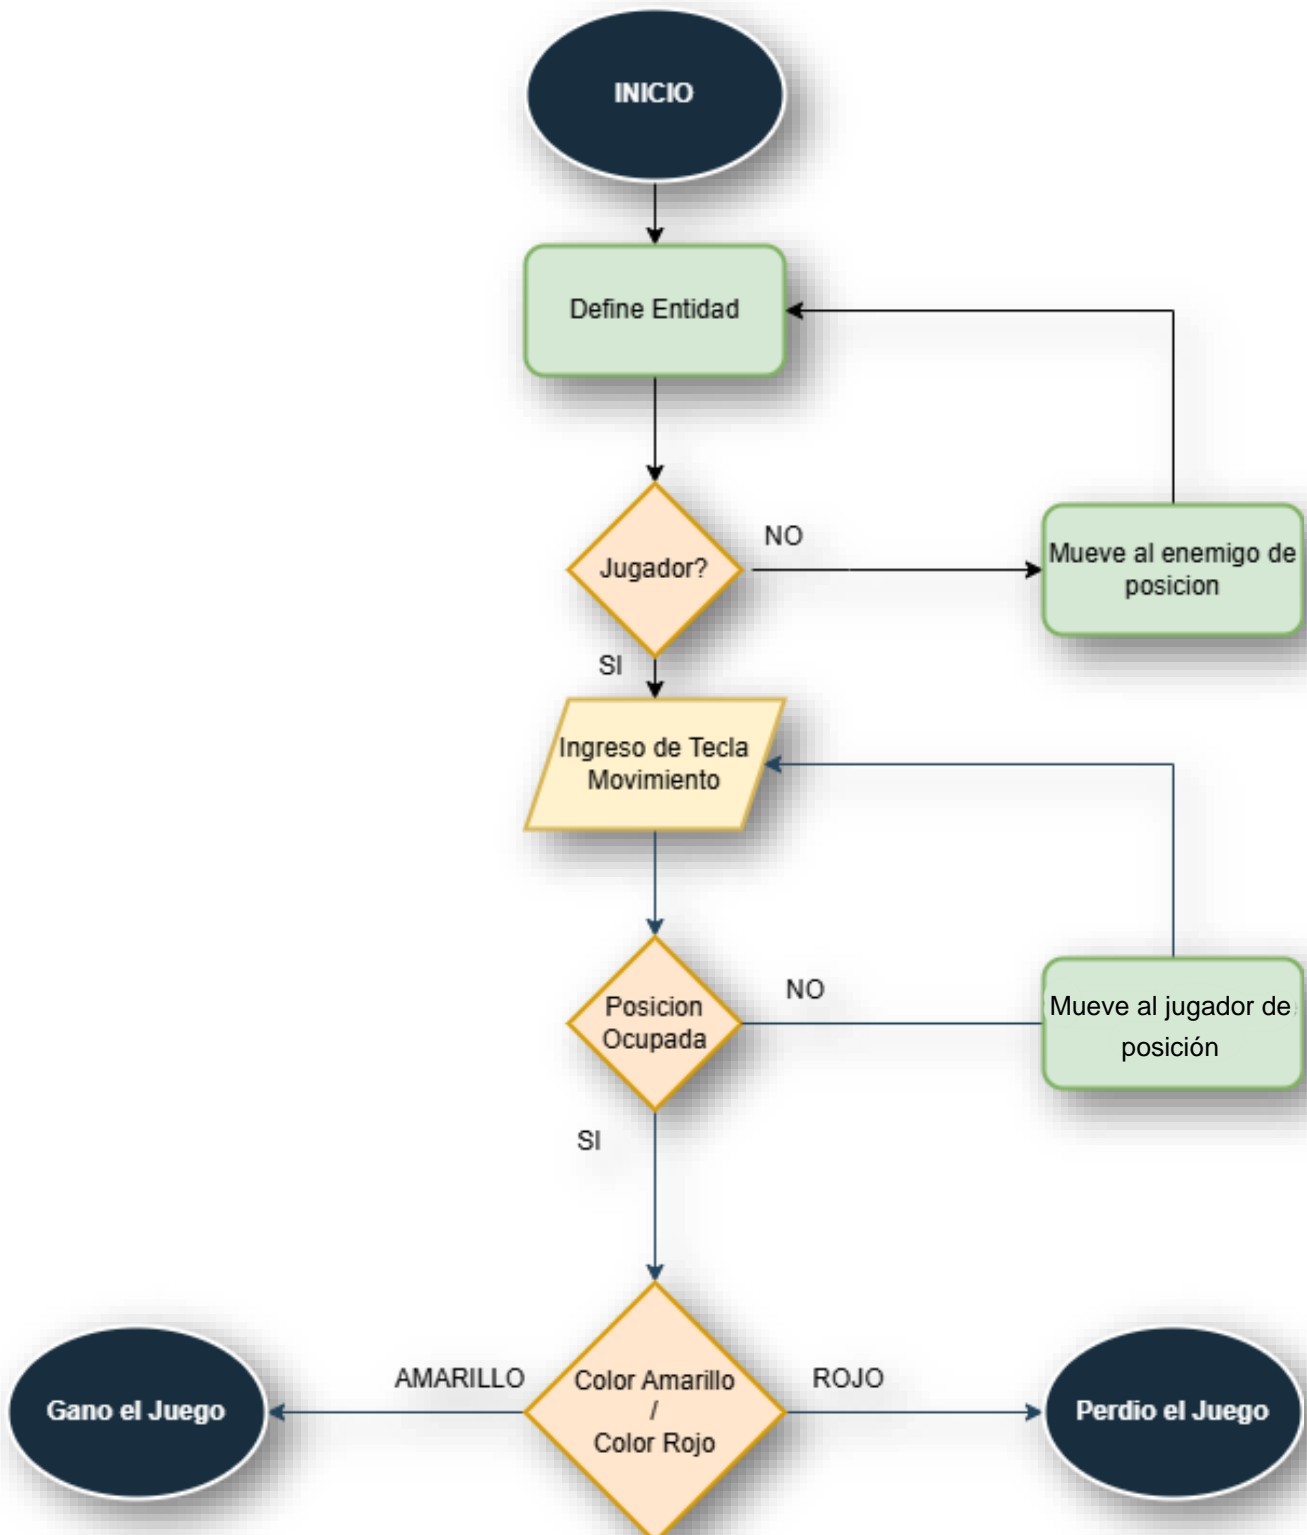 INICIO
Define Entidad
Jugador?
NO
Mueve al enemigo de
posicion
SI
Ingreso de Tecla
Movimiento
Posicion
Ocupada
NO
Mueve al jugador de
posición
SI
Color Amarillo
/
Color Rojo
AMARILLO
ROJO
Gano el Juego
Perdio el Juego